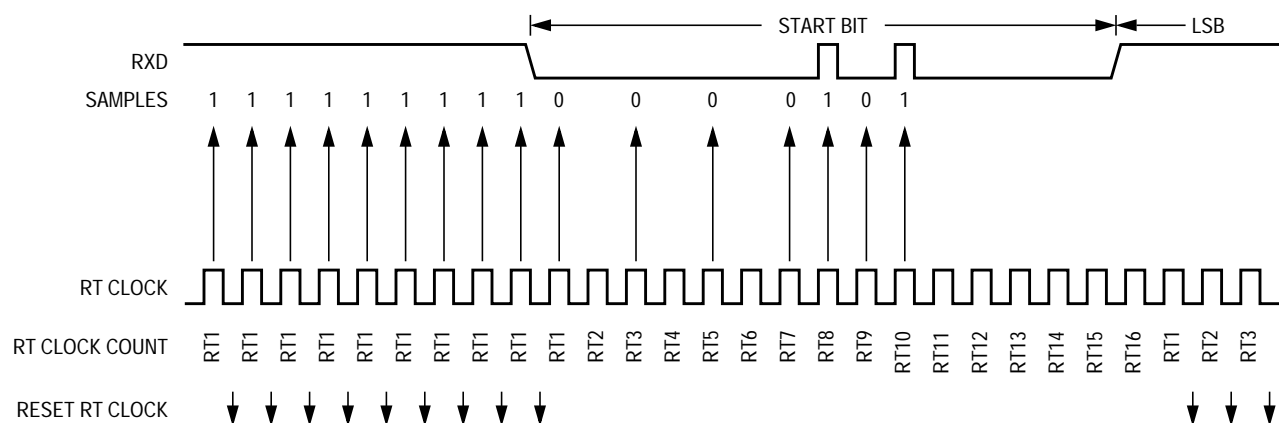 START BIT LSB
RXD
SAMPLES 1 1 1 1 1 1 1 1 1 0 0 0 0 1 0 1
RT CLOCK
RT CLOCK COUNT RT1 RT1 RT1 RT1 RT1 RT1 RT1 RT1 RT1 RT1 RT2 RT3 RT4 RT5 RT6 RT7 RT8 RT9 RT10 RT11 RT12 RT13 RT14 RT15 RT16 RT1 RT2 RT3
RESET RT CLOCK